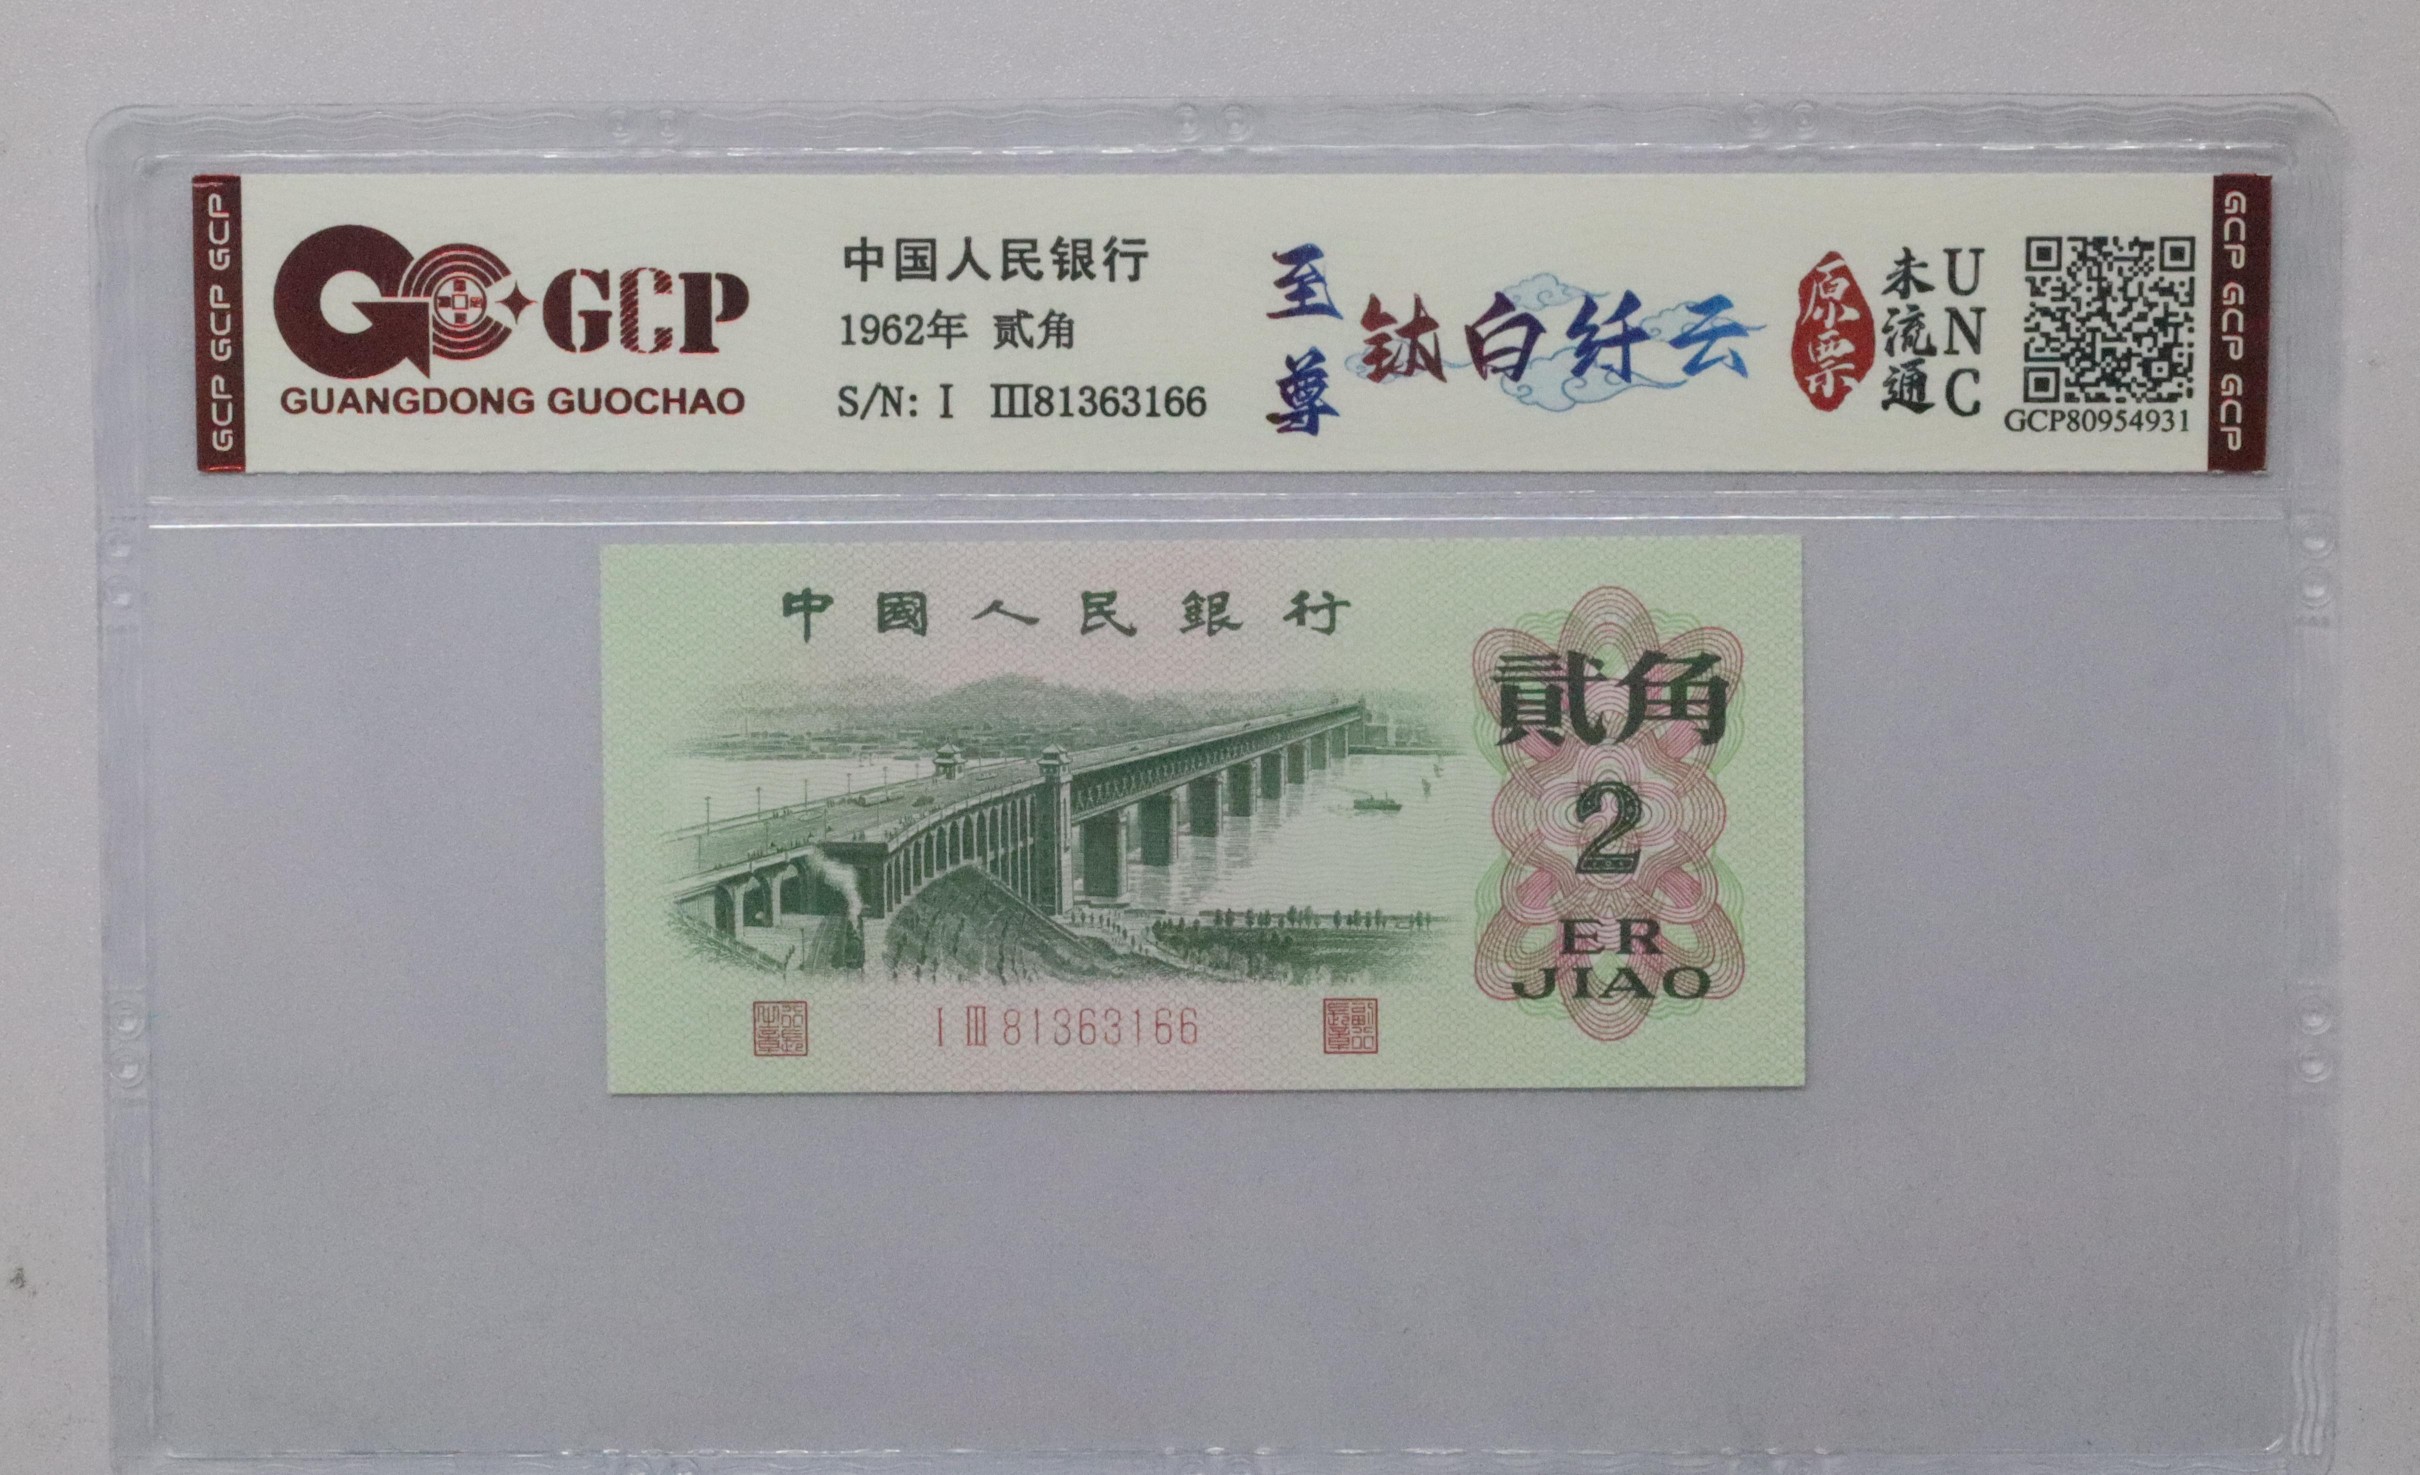 GCP GCP GCP
GCP
GUANGDONG GUOCHAO
中国人民银行
1962年 贰角
S/N: I III81363166
至尊
钛白纤云
原票
未流通
UNC
GCP80954931
GCP GCP GCP
中國人民銀行
貳角
2
ER
JIAO
I III 81363166